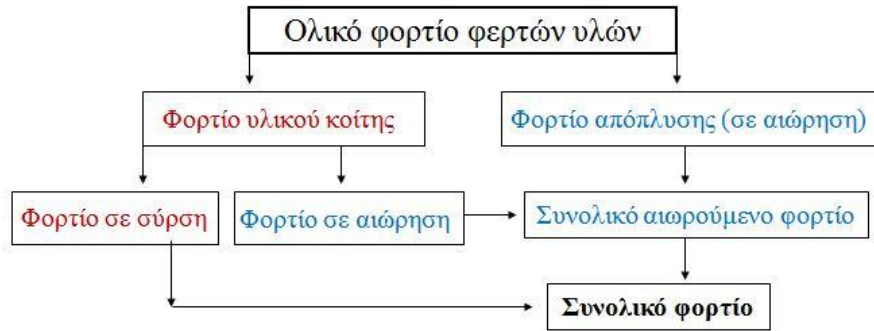 Ολικό φορτίο φερτών υλών
Φορτίο υλικού κοίτης
Φορτίο απόπλυσης (σε αιώρηση)
Φορτίο σε σύρση
Φορτίο σε αιώρηση
Συνολικό αιωρούμενο φορτίο
Συνολικό φορτίο